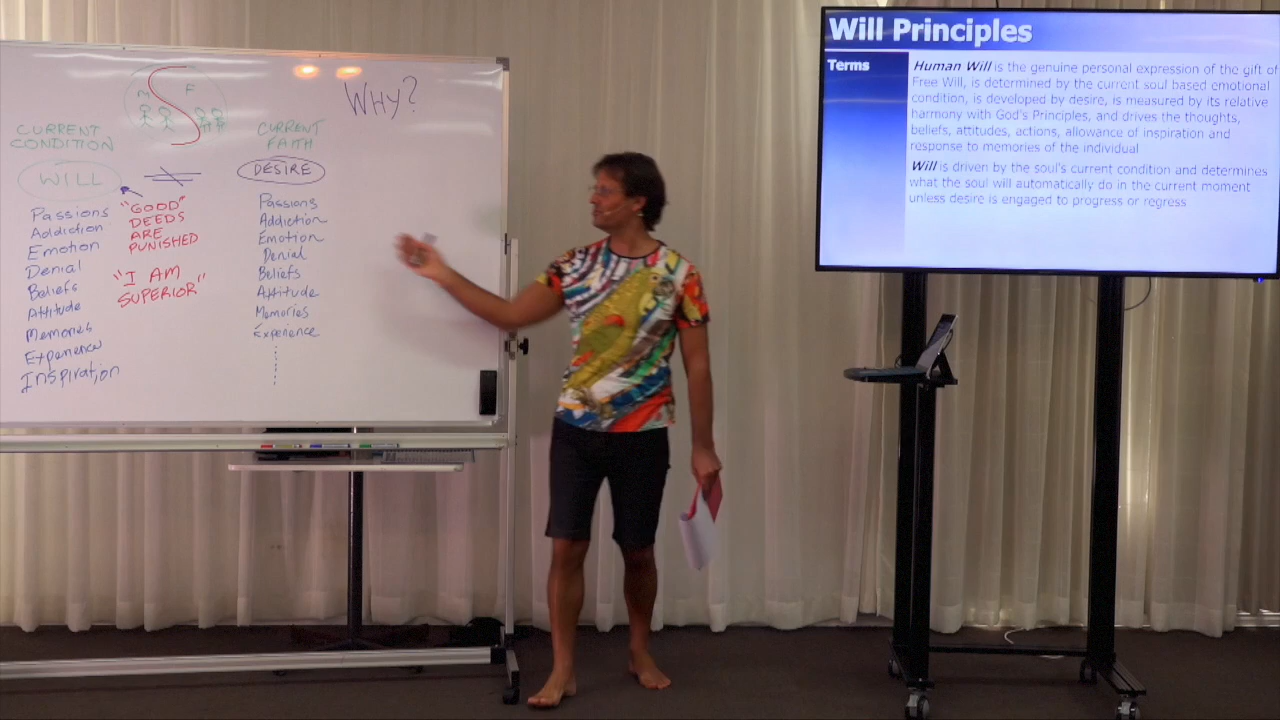 WHY?
M F
CURRENT
CONDITION
WILL
Passions
Addiction
Emotion
Denial
Beliefs
Attitude
Memories
Experience
Inspiration
"GOOD"
DEEDS
ARE
PUNISHED
"I AM
SUPERIOR"
CURRENT
FAITH
DESIRE
Passions
Addiction
Emotion
Denial
Beliefs
Attitude
Memories
Experience
Will Principles
Terms
Human Will is the genuine personal expression of the gift of
Free Will, is determined by the current soul based emotional
condition, is developed by desire, is measured by its relative
harmony with God's Principles, and drives the thoughts,
beliefs, attitudes, actions, allowance of inspiration and
response to memories of the individual
Will is driven by the soul's current condition and determines
what the soul will automatically do in the current moment
unless desire is engaged to progress or regress